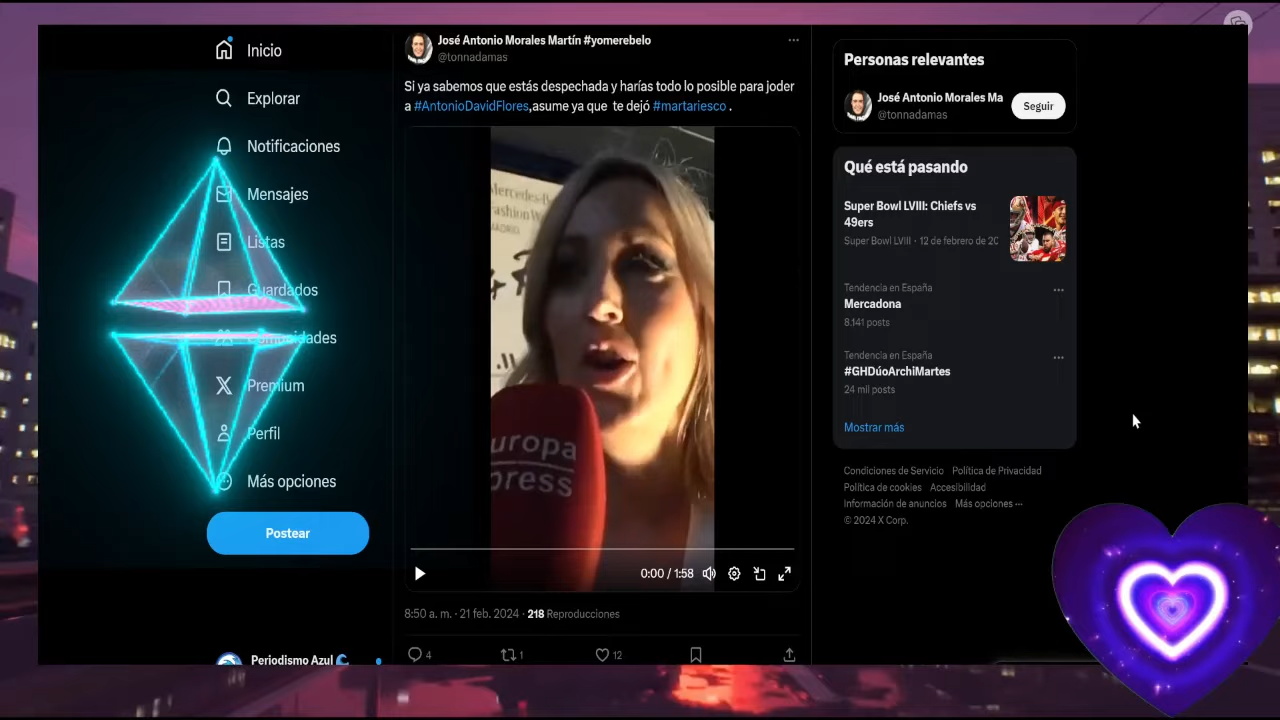 Inicio
Explorar
Notificaciones
Mensajes
Listas
Guardados
Comunidades
Premium
Perfil
Más opciones
Postear
Periodismo Azul
José Antonio Morales Martín #yomerebelo
@tonnadamas
Si ya sabemos que estás despechada y harías todo lo posible para joder
a #AntonioDavidFlores,asume ya que te dejó #martariesco .
Mercedes-B
Fashion W
MADRID
europa
press
0:00 / 1:58
8:50 a. m. · 21 feb. 2024 · 218 Reproducciones
4
1
12
Personas relevantes
José Antonio Morales Ma
@tonnadamas
Seguir
Qué está pasando
Super Bowl LVIII: Chiefs vs
49ers
Super Bowl LVIII · 12 de febrero de 20
Tendencia en España
Mercadona
8.141 posts
Tendencia en España
#GHDúoArchiMartes
24 mil posts
Mostrar más
Condiciones de Servicio Política de Privacidad
Política de cookies Accesibilidad
Información de anuncios Más opciones ···
© 2024 X Corp.